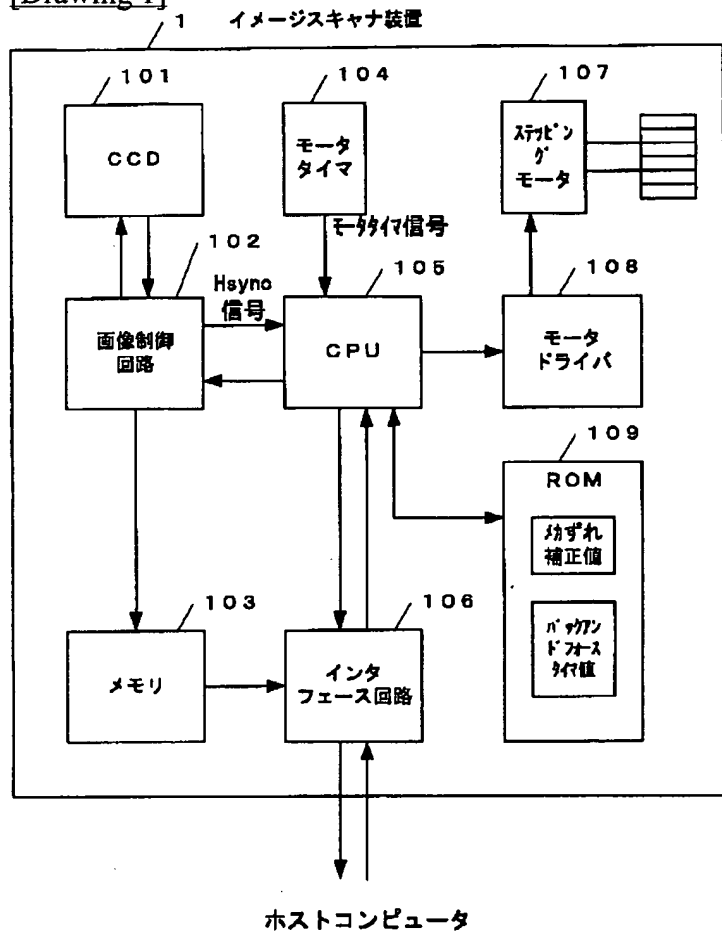 [Drawing 1]
1 イメージスキャナ装置
101
CCD
104
モータ
タイマ
107
ステッピン
グ
モータ
モータタイマ信号
102
画像制御
回路
Hsync
信号
105
CPU
108
モータ
ドライバ
109
ROM
メカずれ
補正値
バックアン
ドフォース
タイマ値
103
メモリ
106
インタ
フェース回路
ホストコンピュータ